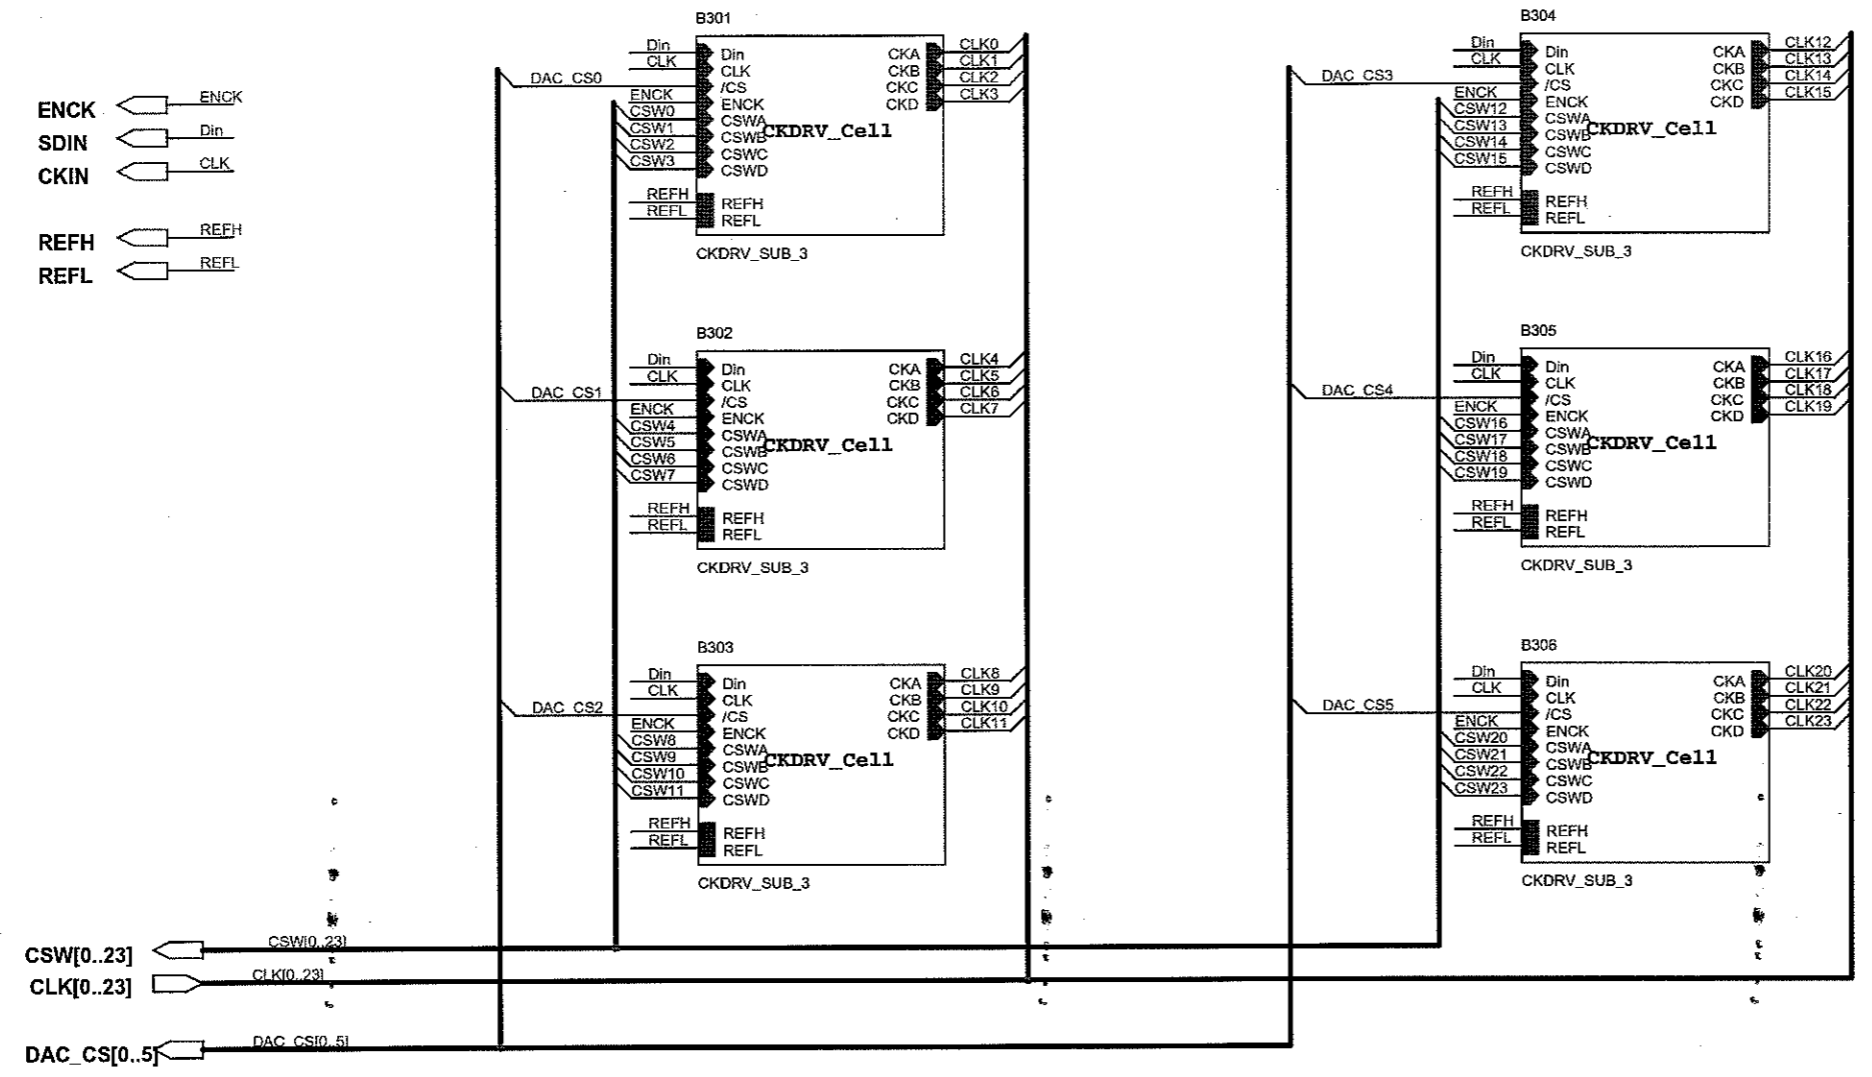 ENCK ENCK
SDIN Din
CKIN CLK
REFH REFH
REFL REFL
B301
Din Din CKA CLK0
CLK CLK CKB CLK1
DAC_CS0 /CS CKC CLK2
ENCK ENCK CKD CLK3
CSW0 CSWA
CSW1 CSWB CKDRV_Cell
CSW2 CSWC
CSW3 CSWD
REFH REFH
REFL REFL
CKDRV_SUB_3
B302
Din Din CKA CLK4
CLK CLK CKB CLK5
DAC_CS1 /CS CKC CLK6
ENCK ENCK CKD CLK7
CSW4 CSWA
CSW5 CSWB CKDRV_Cell
CSW6 CSWC
CSW7 CSWD
REFH REFH
REFL REFL
CKDRV_SUB_3
B303
Din Din CKA CLK8
CLK CLK CKB CLK9
DAC_CS2 /CS CKC CLK10
ENCK ENCK CKD CLK11
CSW8 CSWA
CSW9 CSWB CKDRV_Cell
CSW10 CSWC
CSW11 CSWD
REFH REFH
REFL REFL
CKDRV_SUB_3
B304
Din Din CKA CLK12
CLK CLK CKB CLK13
DAC_CS3 /CS CKC CLK14
ENCK ENCK CKD CLK15
CSW12 CSWA
CSW13 CSWB CKDRV_Cell
CSW14 CSWC
CSW15 CSWD
REFH REFH
REFL REFL
CKDRV_SUB_3
B305
Din Din CKA CLK16
CLK CLK CKB CLK17
DAC_CS4 /CS CKC CLK18
ENCK ENCK CKD CLK19
CSW16 CSWA
CSW17 CSWB CKDRV_Cell
CSW18 CSWC
CSW19 CSWD
REFH REFH
REFL REFL
CKDRV_SUB_3
B306
Din Din CKA CLK20
CLK CLK CKB CLK21
DAC_CS5 /CS CKC CLK22
ENCK ENCK CKD CLK23
CSW20 CSWA
CSW21 CSWB CKDRV_Cell
CSW22 CSWC
CSW23 CSWD
REFH REFH
REFL REFL
CKDRV_SUB_3
CSW[0..23] CSW[0..23]
CLK[0..23] CLK[0..23]
DAC_CS[0..5] DAC_CS[0..5]